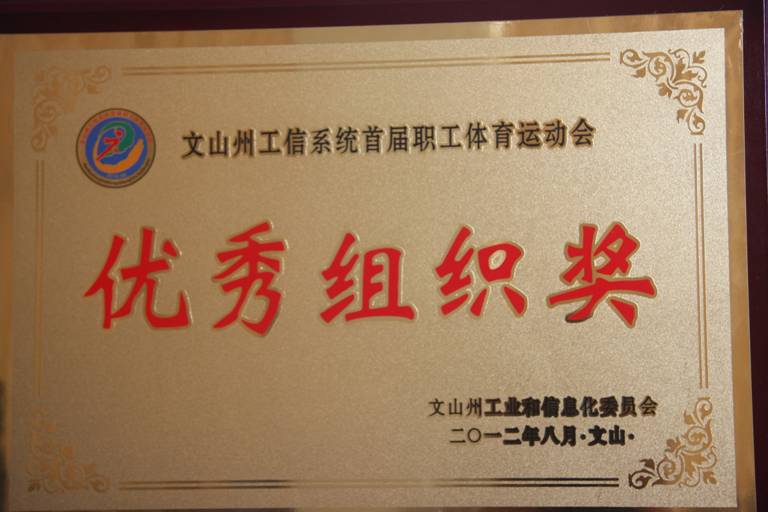 文山州工信系统首届职工体育运动会
优秀组织奖
文山州工业和信息化委员会
二〇一二年八月·文山·